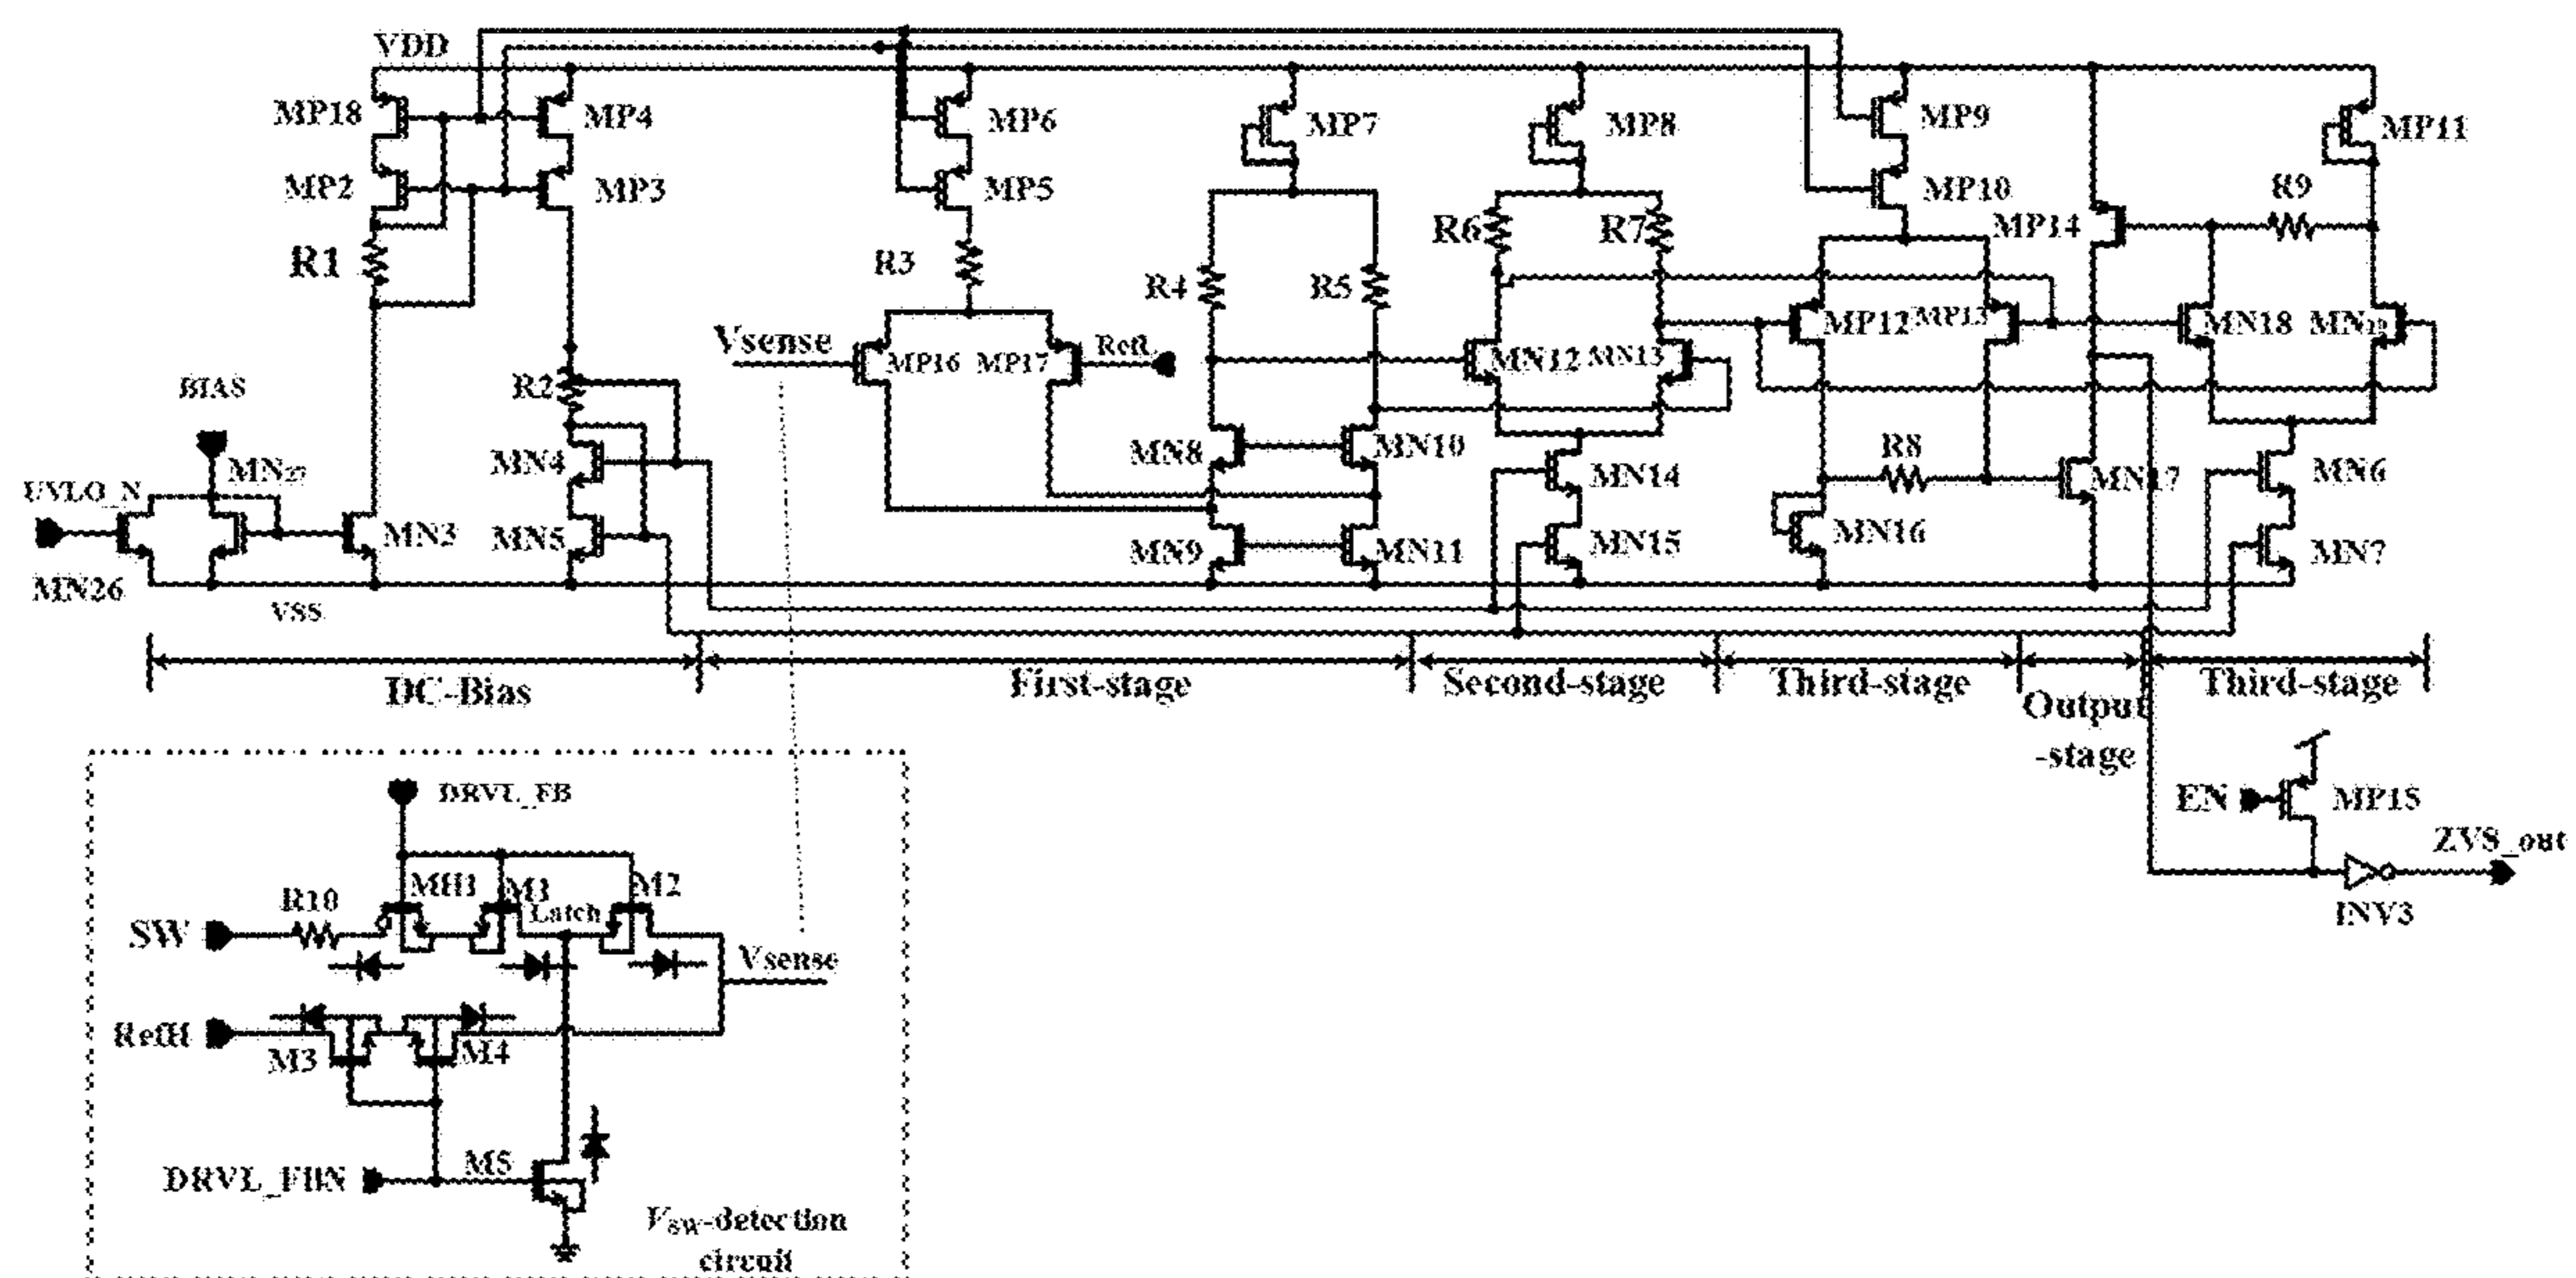 VDD
MP18
MP4
MP6
MP7
MP8
MP9
MP11
MP2
MP3
MP5
MP10
R9
R1
R3
R4
R5
R6
R7
MP14
Vsense
MP16
MP17
RefL
MN12
MN13
MP12
MP13
MN18
BIAS
R2
MN4
MN8
MN10
MN14
R8
MN17
MN6
UVLO_N
MN27
MN3
MN5
MN9
MN11
MN15
MN16
MN7
MN26
VSS
DC-Bias
First-stage
Second-stage
Third-stage
Output
-stage
Third-stage
EN
MP15
ZVS_out
INV3
DRVL_FB
R10
MH1
M1
M2
SW
Latch
Vsense
RefH
M3
M4
DRVL_FBN
M5
VSW-detection
circuit